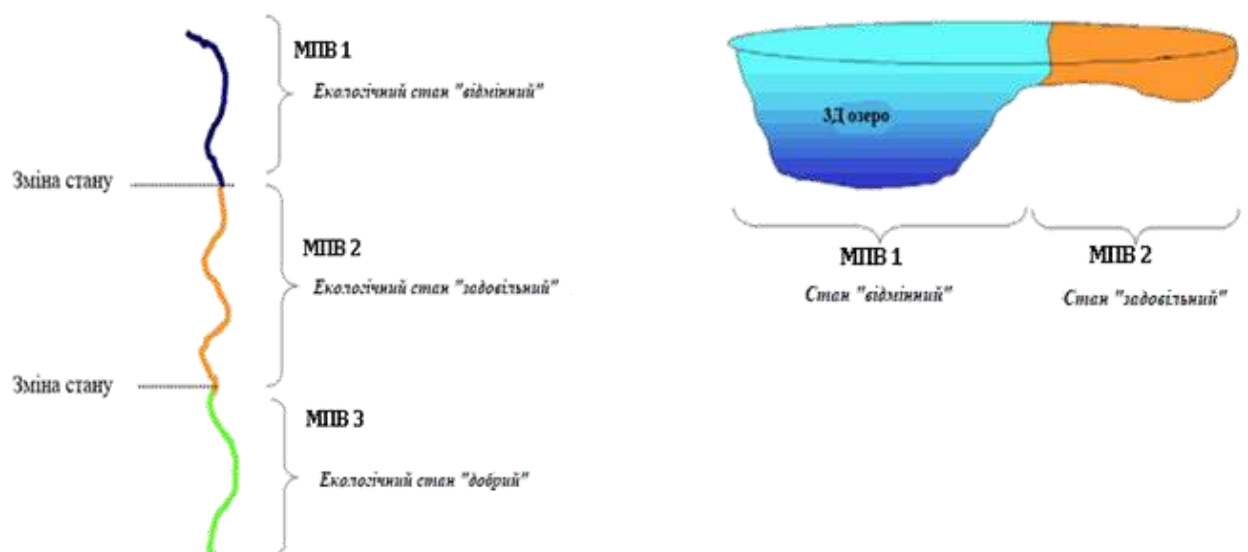 МПВ 1
Екологічний стан "відмінний"
Зміна стану
МПВ 2
Екологічний стан "задовільний"
Зміна стану
МПВ 3
Екологічний стан "добрий"
3Д озеро
МПВ 1
Стан "відмінний"
МПВ 2
Стан "задовільний"